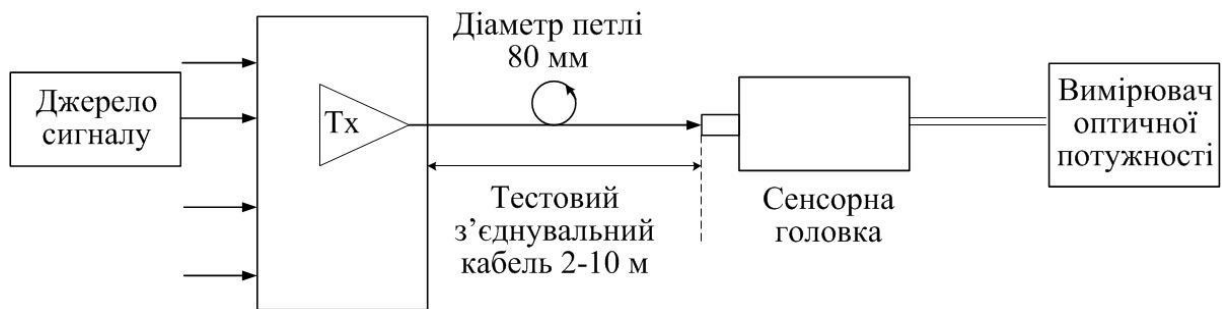 Джерело
сигналу
Tx
Діаметр петлі
80 мм
Тестовий
з’єднувальний
кабель 2-10 м
Сенсорна
головка
Вимірювач
оптичної
потужності